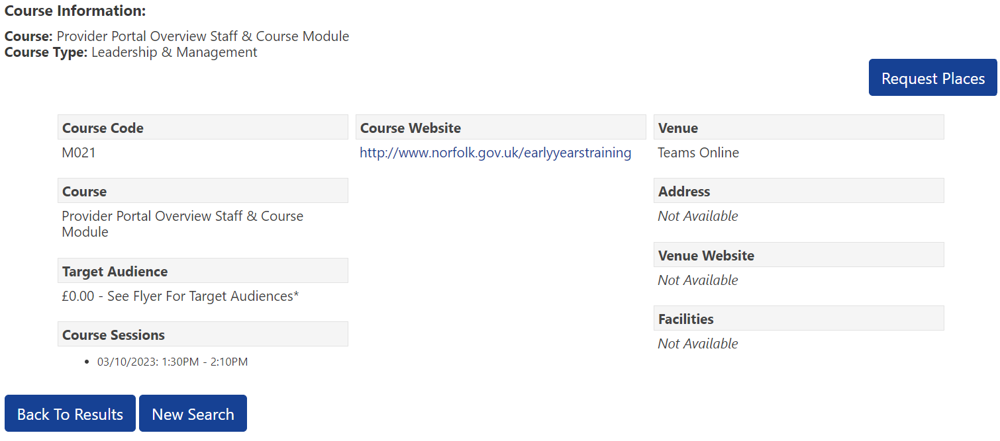 Course Information:
Course: Provider Portal Overview Staff & Course Module
Course Type: Leadership & Management
Request Places
Course Code
M021
Course
Provider Portal Overview Staff & Course
Module
Target Audience
£0.00 - See Flyer For Target Audiences*
Course Sessions
• 03/10/2023: 1:30PM - 2:10PM
Course Website
http://www.norfolk.gov.uk/earlyyearstraining
Venue
Teams Online
Address
Not Available
Venue Website
Not Available
Facilities
Not Available
Back To Results
New Search